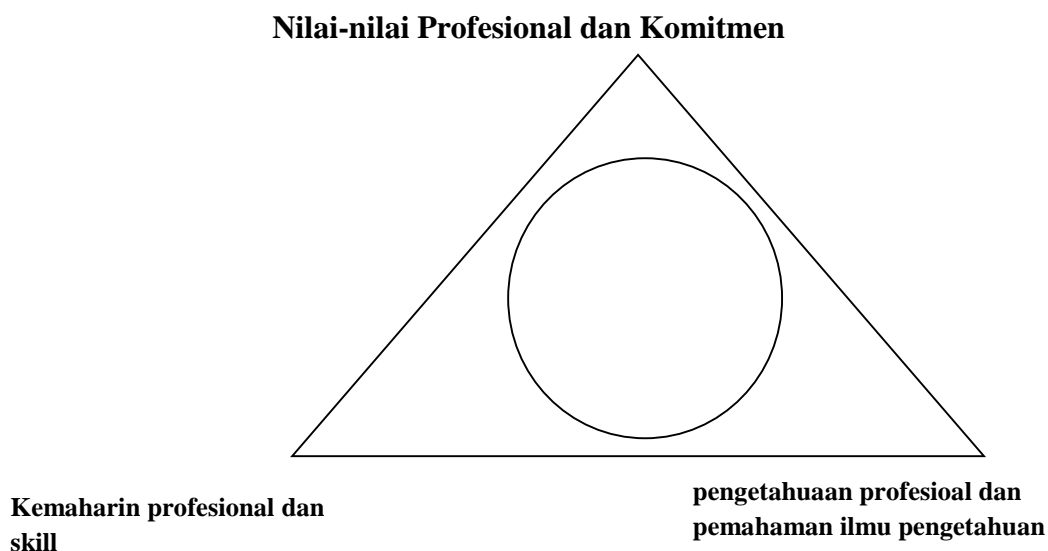 Nilai-nilai Profesional dan Komitmen
Kemaharin profesional dan
skill
pengetahuaan profesioal dan
pemahaman ilmu pengetahuan